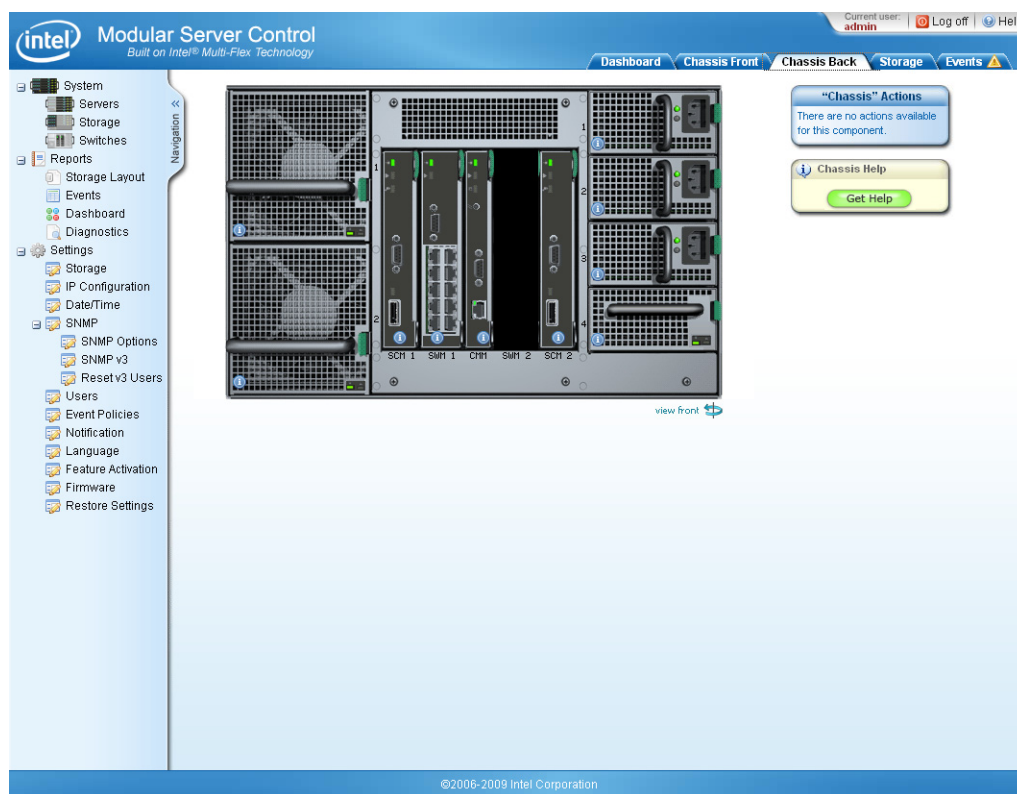 intel
Modular Server Control
Built on Intel® Multi-Flex Technology
Current user:
admin
Log off
Hel
Dashboard
Chassis Front
Chassis Back
Storage
Events
System
Servers
Storage
Switches
Reports
Storage Layout
Events
Dashboard
Diagnostics
Settings
Storage
IP Configuration
Date/Time
SNMP
SNMP Options
SNMP v3
Reset v3 Users
Users
Event Policies
Notification
Language
Feature Activation
Firmware
Restore Settings
Navigation
1
2
1
2
3
4
SCM 1
SWM 1
CMM
SWM 2
SCM 2
view front
"Chassis" Actions
There are no actions available
for this component.
Chassis Help
Get Help
©2006-2009 Intel Corporation